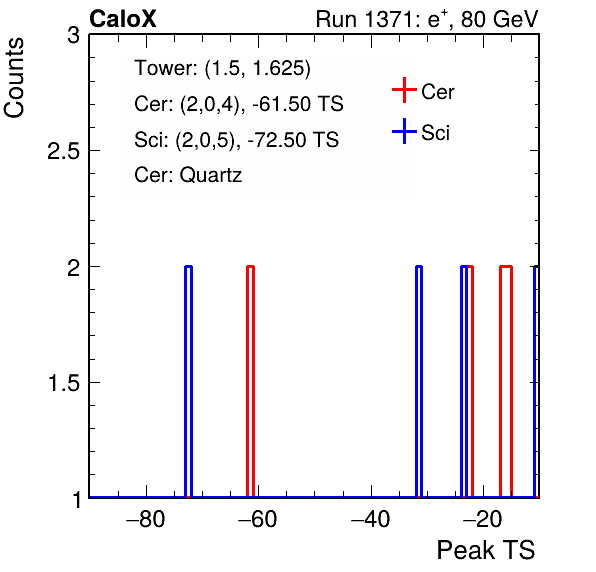 CaloX
Run 1371: e+, 80 GeV
Counts
3
2.5
2
1.5
1
Tower: (1.5, 1.625)
Cer: (2,0,4), -61.50 TS
Sci: (2,0,5), -72.50 TS
Cer: Quartz
Cer
Sci
−80
−60
−40
−20
Peak TS